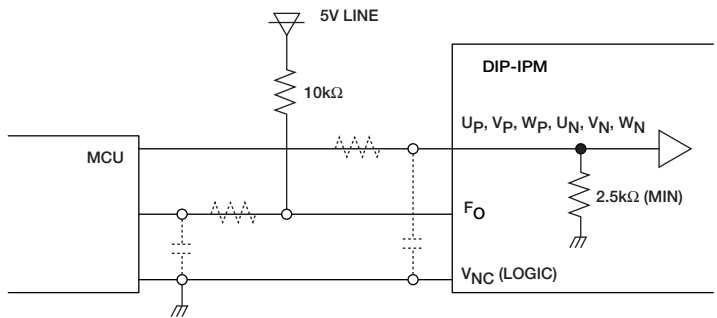 5V LINE
DIP-IPM
10kΩ
UP, VP, WP, UN, VN, WN
MCU
2.5kΩ (MIN)
FO
VNC (LOGIC)